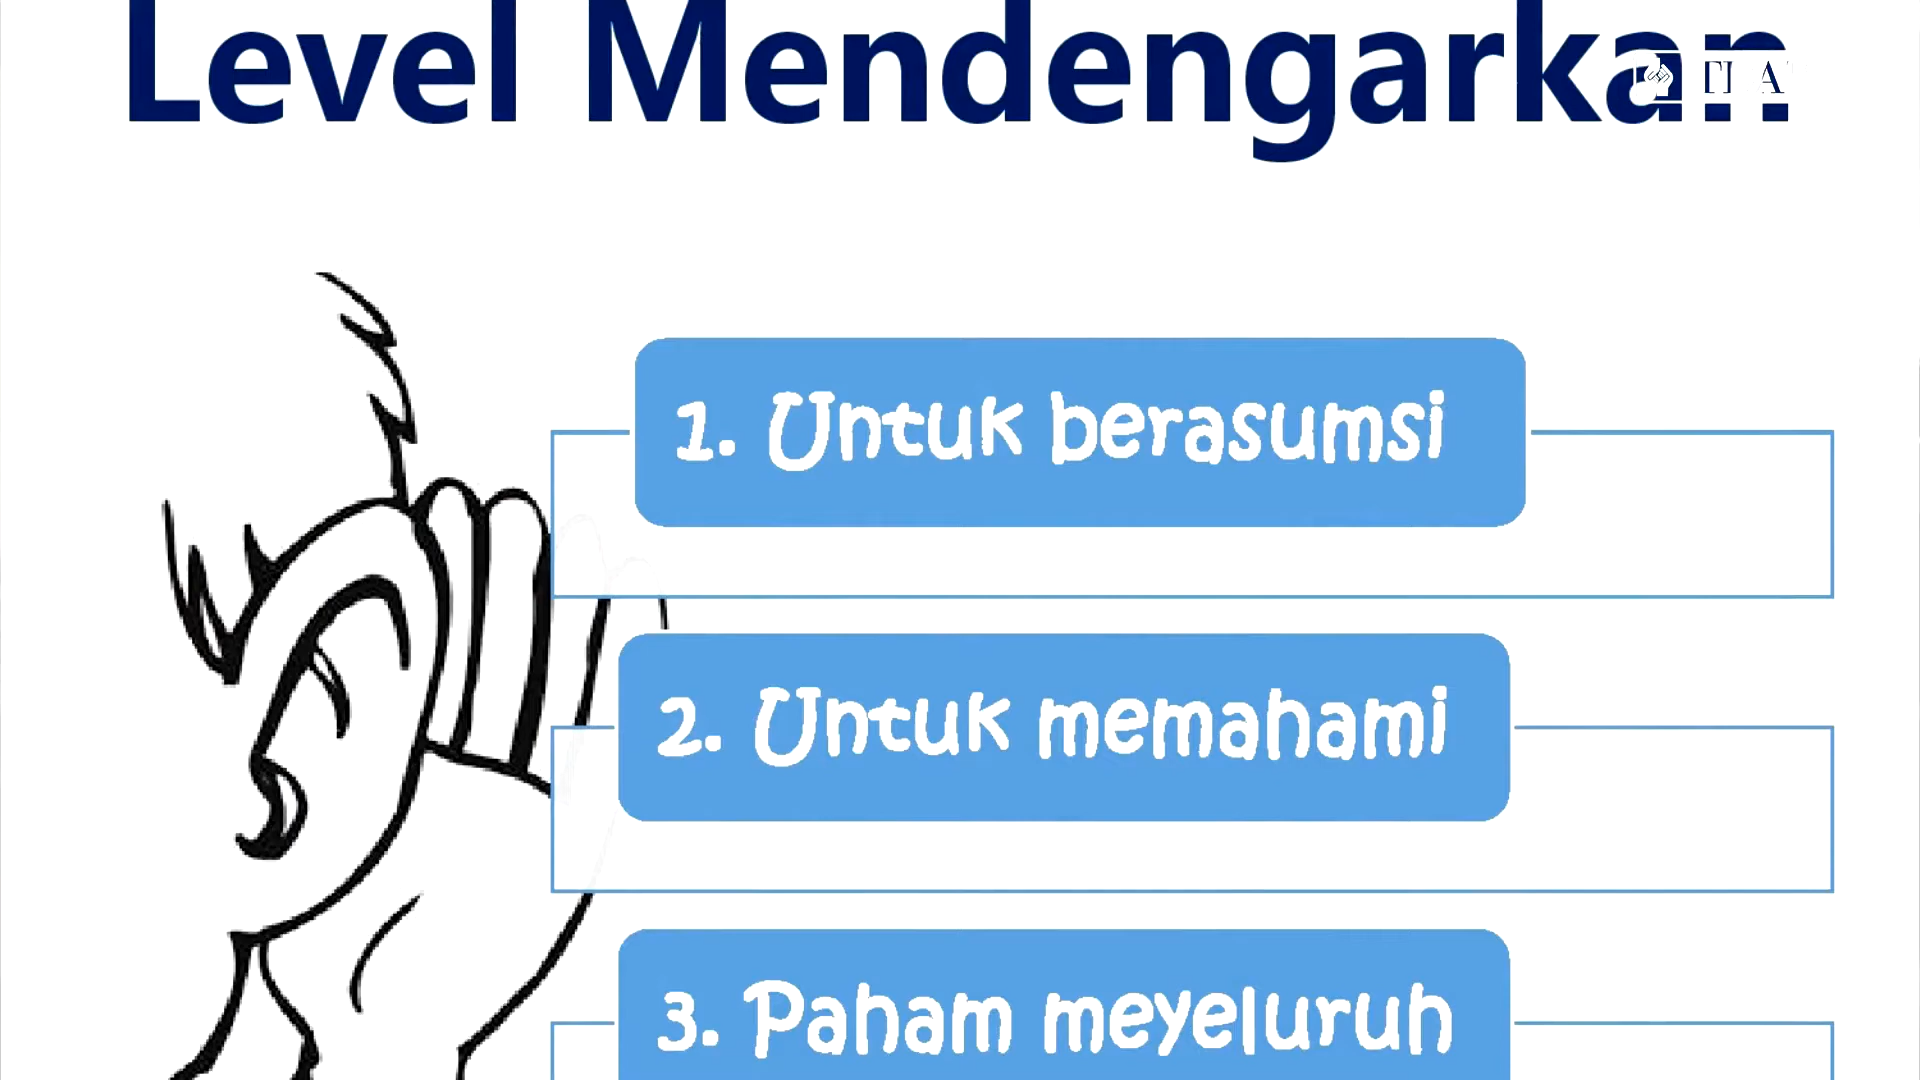 Level Mendengarkan
1. Untuk berasumsi
2. Untuk memahami
3. Paham meyeluruh